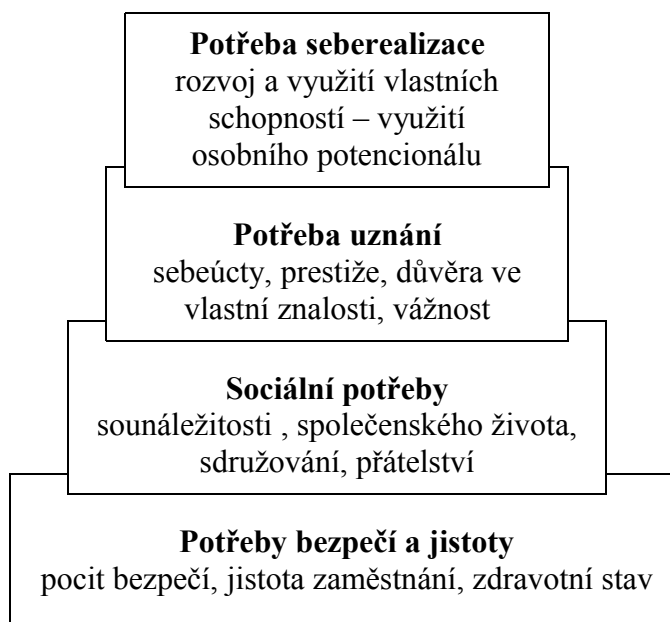 Potřeba seberealizace
rozvoj a využití vlastních
schopností – využití
osobního potencionálu
Potřeba uznání
sebeúcty, prestiže, důvěra ve
vlastní znalosti, vážnost
Sociální potřeby
sounáležitosti , společenského života,
sdružování, přátelství
Potřeby bezpečí a jistoty
pocit bezpečí, jistota zaměstnání, zdravotní stav